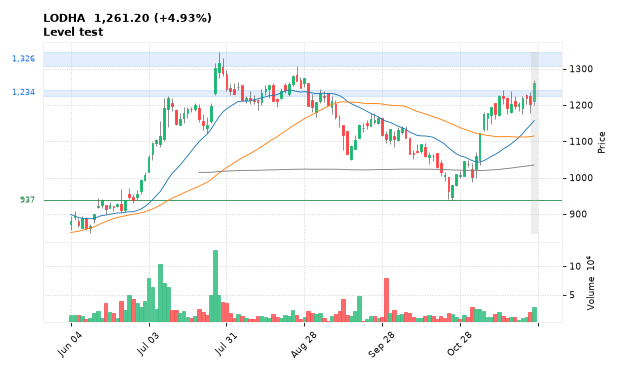 LODHA 1,261.20 (+4.93%)
Level test
1,326
1,234
937
1300
1200
1100
1000
900
Price
10
5
Volume 10⁶
Jun 04
Jul 03
Jul 31
Aug 28
Sep 28
Oct 28